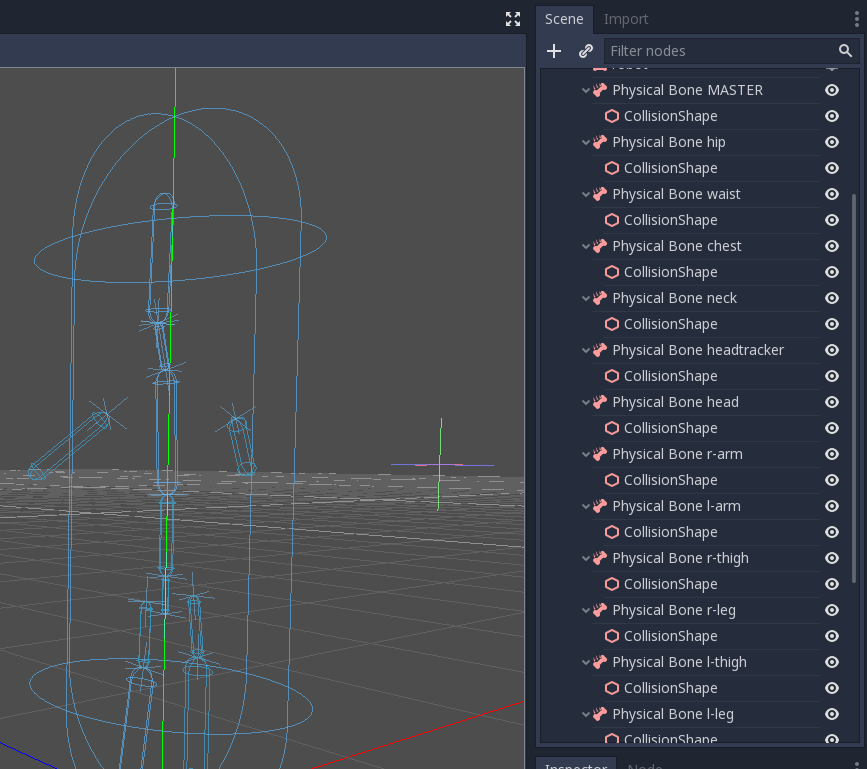 Scene Import
Filter nodes
Physical Bone MASTER
CollisionShape
Physical Bone hip
CollisionShape
Physical Bone waist
CollisionShape
Physical Bone chest
CollisionShape
Physical Bone neck
CollisionShape
Physical Bone headtracker
CollisionShape
Physical Bone head
CollisionShape
Physical Bone r-arm
CollisionShape
Physical Bone l-arm
CollisionShape
Physical Bone r-thigh
CollisionShape
Physical Bone r-leg
CollisionShape
Physical Bone l-thigh
CollisionShape
Physical Bone l-leg
CollisionShape
Inspector Node